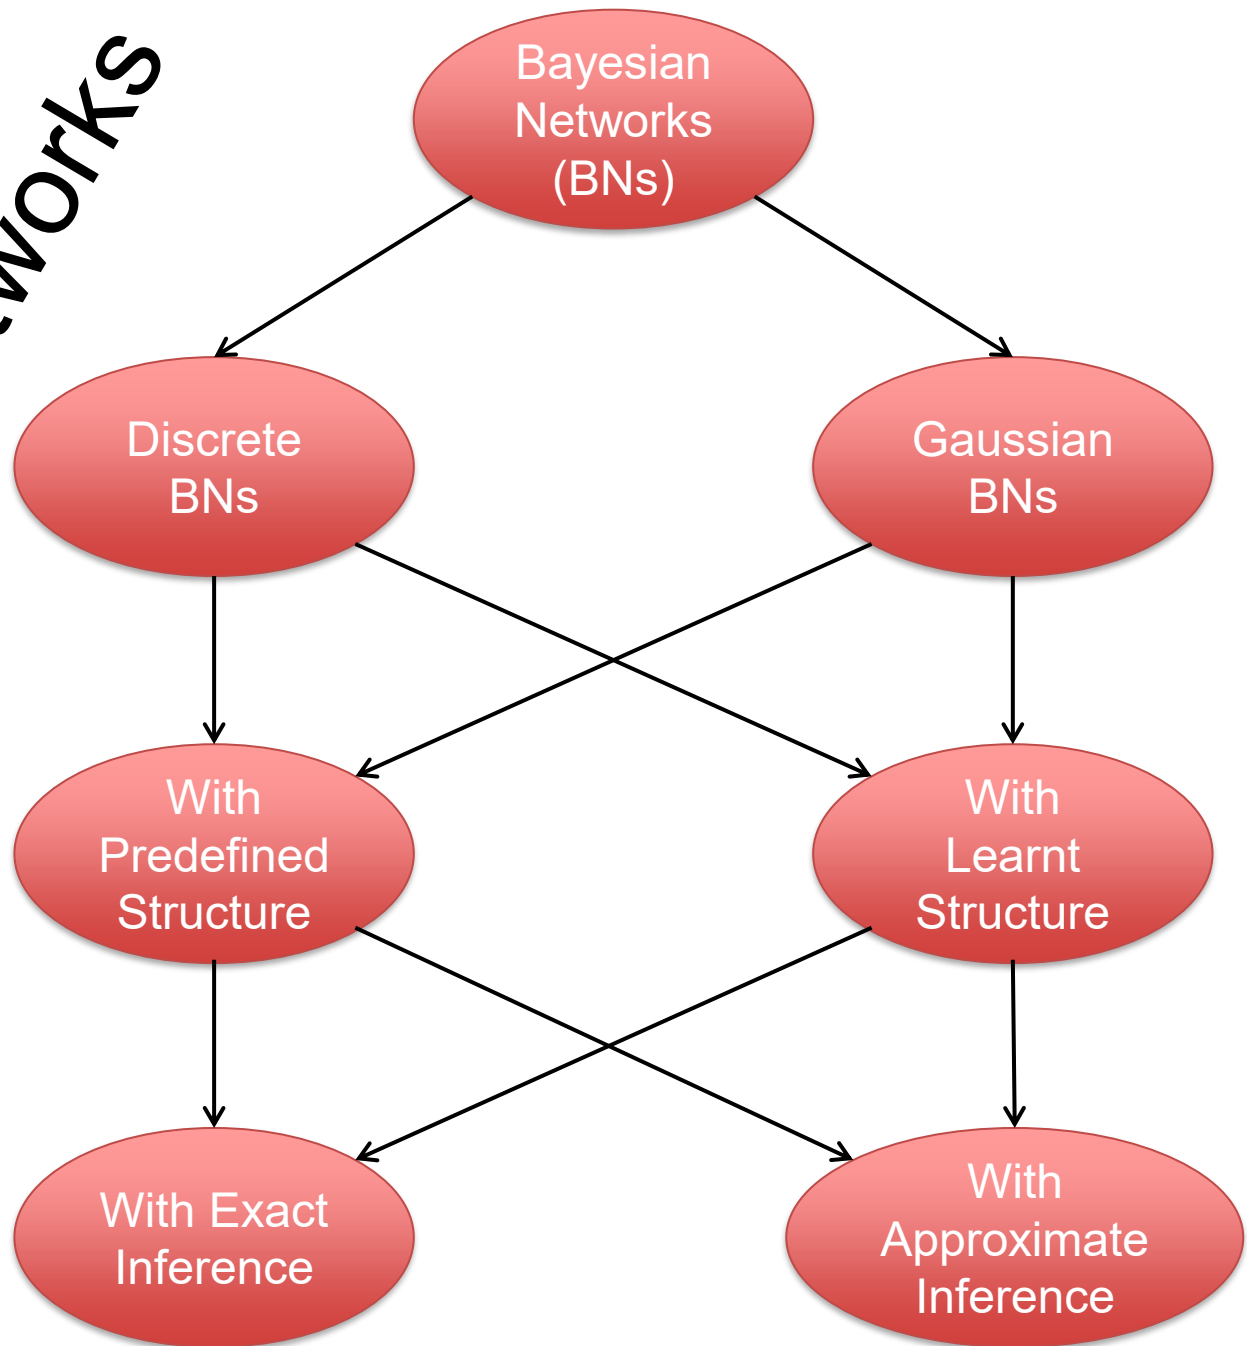 Bayesian
Networks
(BNs)
Discrete
BNs
Gaussian
BNs
With
Predefined
Structure
With
Learnt
Structure
With Exact
Inference
With
Approximate
Inference